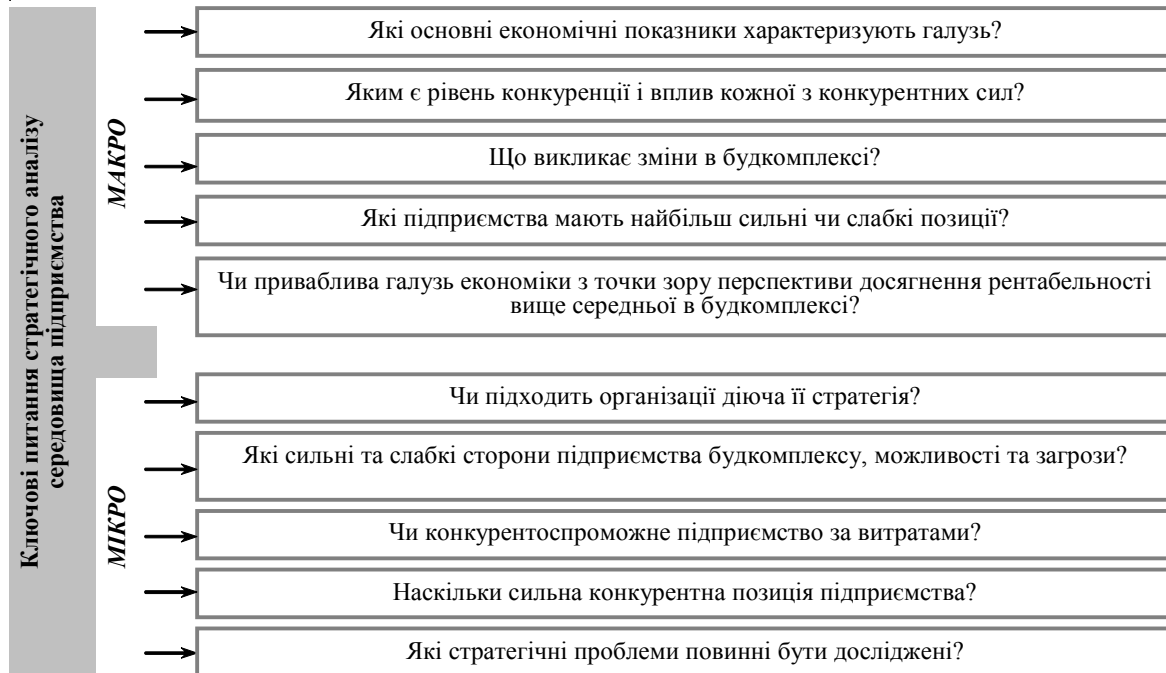 Ключові питання стратегічного аналізу
середовища підприємства
МАКРО
Які основні економічні показники характеризують галузь?
Яким є рівень конкуренції і вплив кожної з конкурентних сил?
Що викликає зміни в будкомплексі?
Які підприємства мають найбільш сильні чи слабкі позиції?
Чи приваблива галузь економіки з точки зору перспективи досягнення рентабельності
вище середньої в будкомплексі?
МІКРО
Чи підходить організації діюча її стратегія?
Які сильні та слабкі сторони підприємства будкомплексу, можливості та загрози?
Чи конкурентоспроможне підприємство за витратами?
Наскільки сильна конкурентна позиція підприємства?
Які стратегічні проблеми повинні бути досліджені?